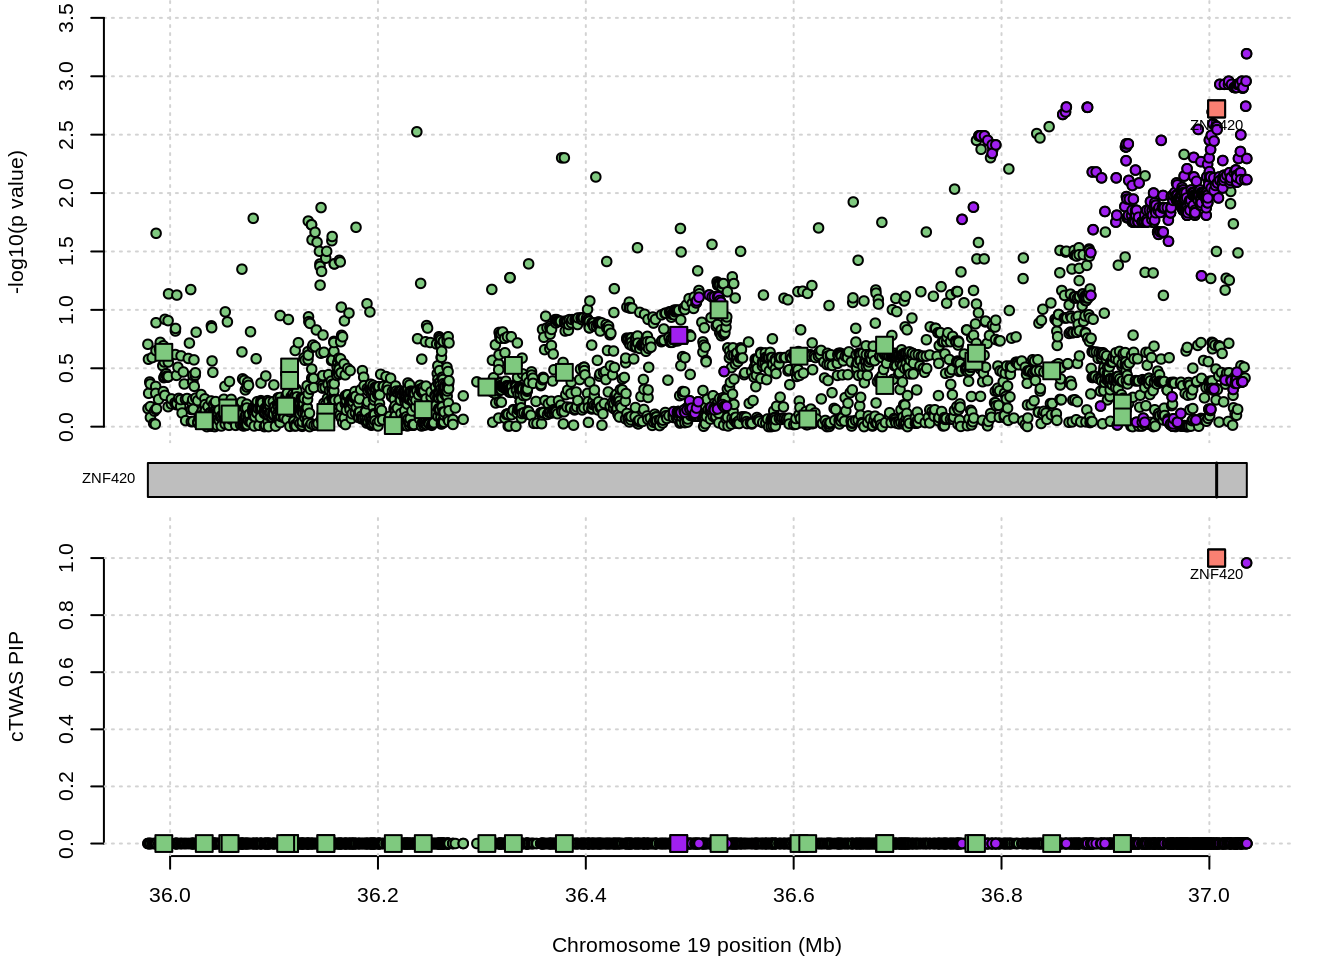 -log10(p value)
3.5
3.0
2.5
2.0
1.5
1.0
0.5
0.0
ZNF420
ZNF420
cTWAS PIP
1.0
0.8
0.6
0.4
0.2
0.0
ZNF420
36.0 36.2 36.4 36.6 36.8 37.0
Chromosome 19 position (Mb)